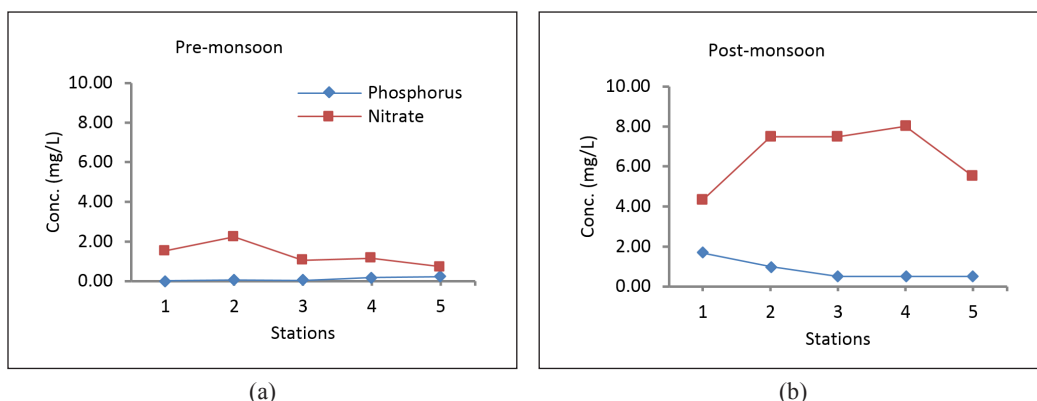 Pre-monsoon
10.00
8.00
6.00
4.00
2.00
0.00
Conc. (mg/L)
Phosphorus
Nitrate
1 2 3 4 5
Stations
(a)
Post-monsoon
10.00
8.00
6.00
4.00
2.00
0.00
Conc. (mg/L)
1 2 3 4 5
Stations
(b)